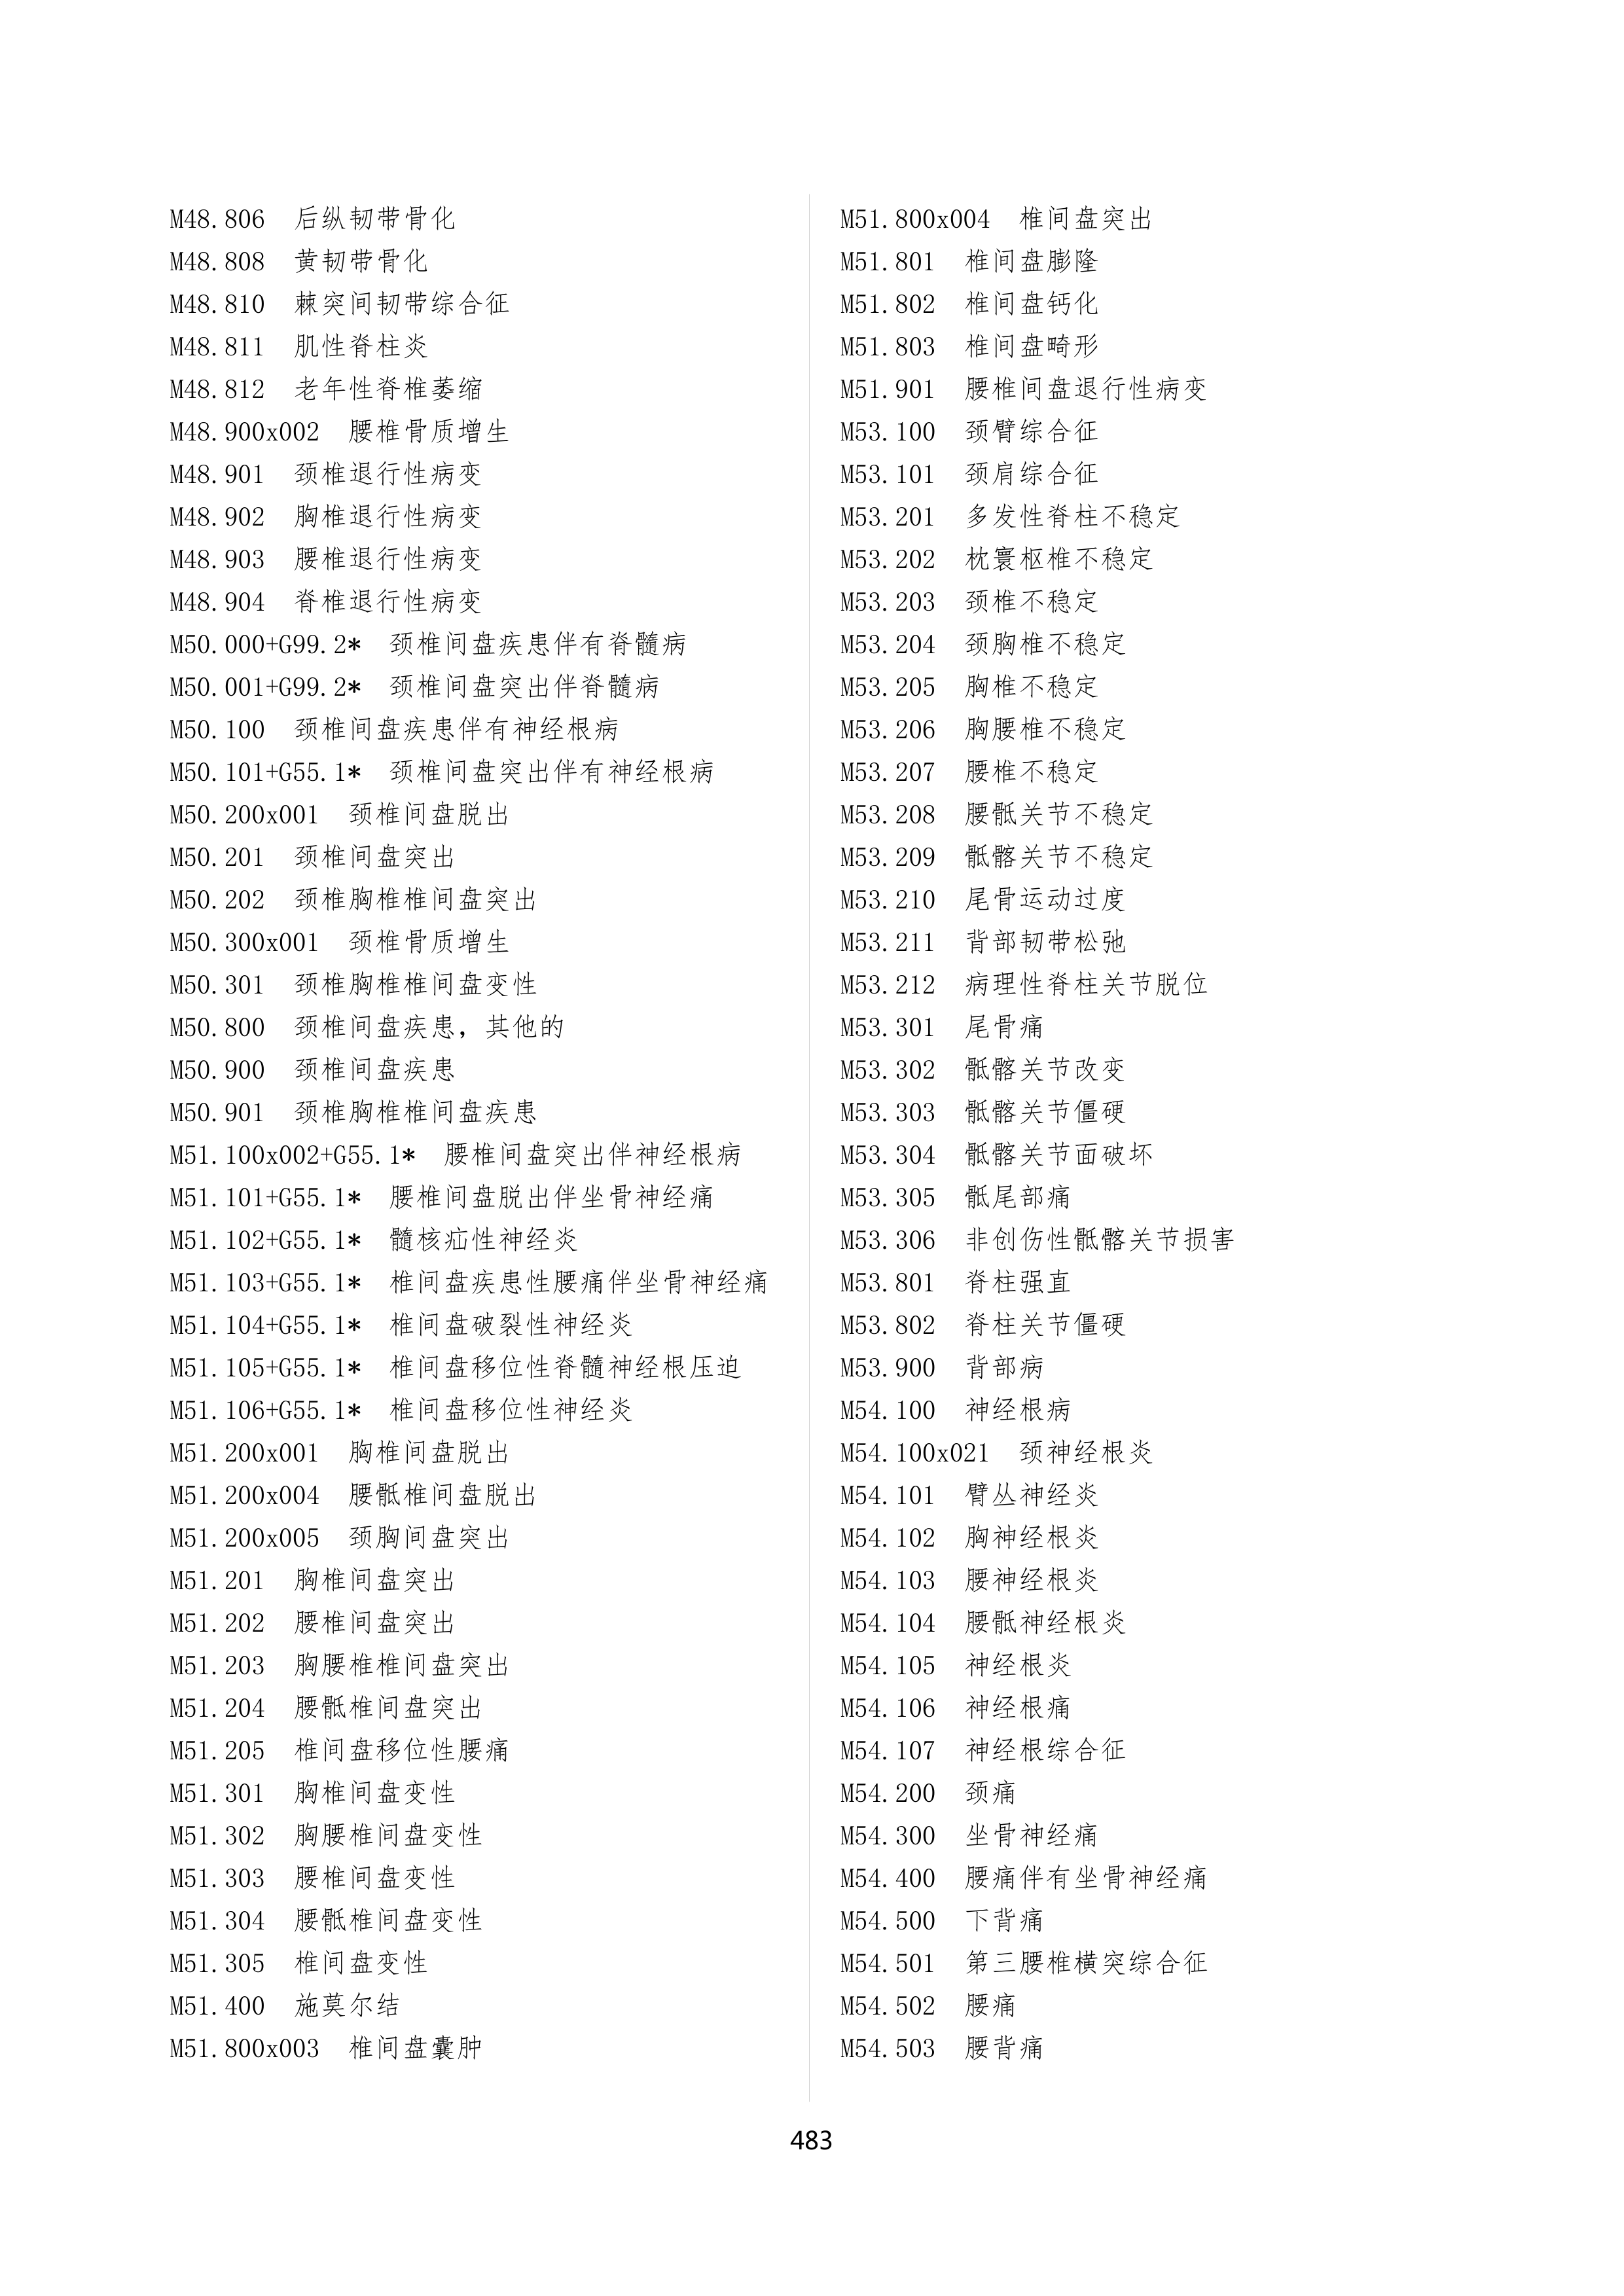 M48.806 后纵韧带骨化
M48.808 黄韧带骨化
M48.810 棘突间韧带综合征
M48.811 肌性脊柱炎
M48.812 老年性脊椎萎缩
M48.900x002 腰椎骨质增生
M48.901 颈椎退行性病变
M48.902 胸椎退行性病变
M48.903 腰椎退行性病变
M48.904 脊椎退行性病变
M50.000+G99.2* 颈椎间盘疾患伴有脊髓病
M50.001+G99.2* 颈椎间盘突出伴脊髓病
M50.100 颈椎间盘疾患伴有神经根病
M50.101+G55.1* 颈椎间盘突出伴有神经根病
M50.200x001 颈椎间盘脱出
M50.201 颈椎间盘突出
M50.202 颈椎胸椎椎间盘突出
M50.300x001 颈椎骨质增生
M50.301 颈椎胸椎椎间盘变性
M50.800 颈椎间盘疾患，其他的
M50.900 颈椎间盘疾患
M50.901 颈椎胸椎椎间盘疾患
M51.100x002+G55.1* 腰椎间盘突出伴神经根病
M51.101+G55.1* 腰椎间盘脱出伴坐骨神经痛
M51.102+G55.1* 髓核疝性神经炎
M51.103+G55.1* 椎间盘疾患性腰痛伴坐骨神经痛
M51.104+G55.1* 椎间盘破裂性神经炎
M51.105+G55.1* 椎间盘移位性脊髓神经根压迫
M51.106+G55.1* 椎间盘移位性神经炎
M51.200x001 胸椎间盘脱出
M51.200x004 腰骶椎间盘脱出
M51.200x005 颈胸间盘突出
M51.201 胸椎间盘突出
M51.202 腰椎间盘突出
M51.203 胸腰椎椎间盘突出
M51.204 腰骶椎间盘突出
M51.205 椎间盘移位性腰痛
M51.301 胸椎间盘变性
M51.302 胸腰椎间盘变性
M51.303 腰椎间盘变性
M51.304 腰骶椎间盘变性
M51.305 椎间盘变性
M51.400 施莫尔结
M51.800x003 椎间盘囊肿
M51.800x004 椎间盘突出
M51.801 椎间盘膨隆
M51.802 椎间盘钙化
M51.803 椎间盘畸形
M51.901 腰椎间盘退行性病变
M53.100 颈臂综合征
M53.101 颈肩综合征
M53.201 多发性脊柱不稳定
M53.202 枕寰枢椎不稳定
M53.203 颈椎不稳定
M53.204 颈胸椎不稳定
M53.205 胸椎不稳定
M53.206 胸腰椎不稳定
M53.207 腰椎不稳定
M53.208 腰骶关节不稳定
M53.209 骶髂关节不稳定
M53.210 尾骨运动过度
M53.211 背部韧带松弛
M53.212 病理性脊柱关节脱位
M53.301 尾骨痛
M53.302 骶髂关节改变
M53.303 骶髂关节僵硬
M53.304 骶髂关节面破坏
M53.305 骶尾部痛
M53.306 非创伤性骶髂关节损害
M53.801 脊柱强直
M53.802 脊柱关节僵硬
M53.900 背部病
M54.100 神经根病
M54.100x021 颈神经根炎
M54.101 臂丛神经炎
M54.102 胸神经根炎
M54.103 腰神经根炎
M54.104 腰骶神经根炎
M54.105 神经根炎
M54.106 神经根痛
M54.107 神经根综合征
M54.200 颈痛
M54.300 坐骨神经痛
M54.400 腰痛伴有坐骨神经痛
M54.500 下背痛
M54.501 第三腰椎横突综合征
M54.502 腰痛
M54.503 腰背痛
483